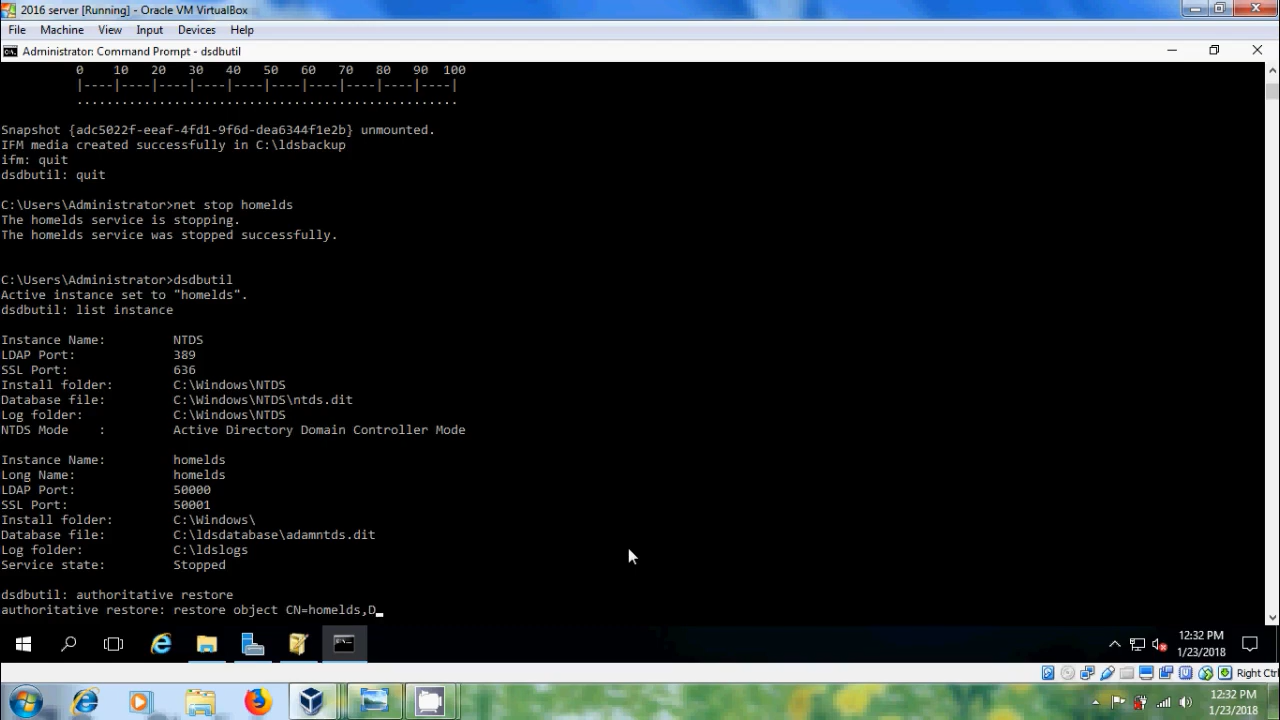 2016 server [Running] - Oracle VM VirtualBox
File Machine View Input Devices Help
Administrator: Command Prompt - dsdbutil
0 10 20 30 40 50 60 70 80 90 100
|----|----|----|----|----|----|----|----|----|----|
...................................................
Snapshot {adc5022f-eeaf-4fd1-9f6d-dea6344f1e2b} unmounted.
IFM media created successfully in C:\ldsbackup
ifm: quit
dsdbutil: quit
C:\Users\Administrator>net stop homelds
The homelds service is stopping.
The homelds service was stopped successfully.
C:\Users\Administrator>dsdbutil
Active instance set to "homelds".
dsdbutil: list instance
Instance Name: NTDS
LDAP Port: 389
SSL Port: 636
Install folder: C:\Windows\NTDS
Database file: C:\Windows\NTDS\ntds.dit
Log folder: C:\Windows\NTDS
NTDS Mode : Active Directory Domain Controller Mode
Instance Name: homelds
Long Name: homelds
LDAP Port: 50000
SSL Port: 50001
Install folder: C:\Windows\
Database file: C:\ldsdatabase\adamntds.dit
Log folder: C:\ldslogs
Service state: Stopped
dsdbutil: authoritative restore
authoritative restore: restore object CN=homelds,D_
12:32 PM
1/23/2018
Right Ctrl
12:32 PM
1/23/2018